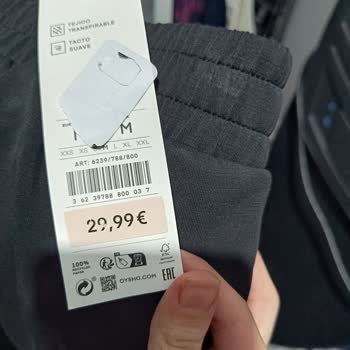 TEJIDO
TRANSPIRABLE
TACTO
SUAVE
M
XXS XS L XL XXL
ART: 6239/788/800
3 62 39788 800 03 7
29,99 €
100%
OYSHO.COM
FSC
EAC